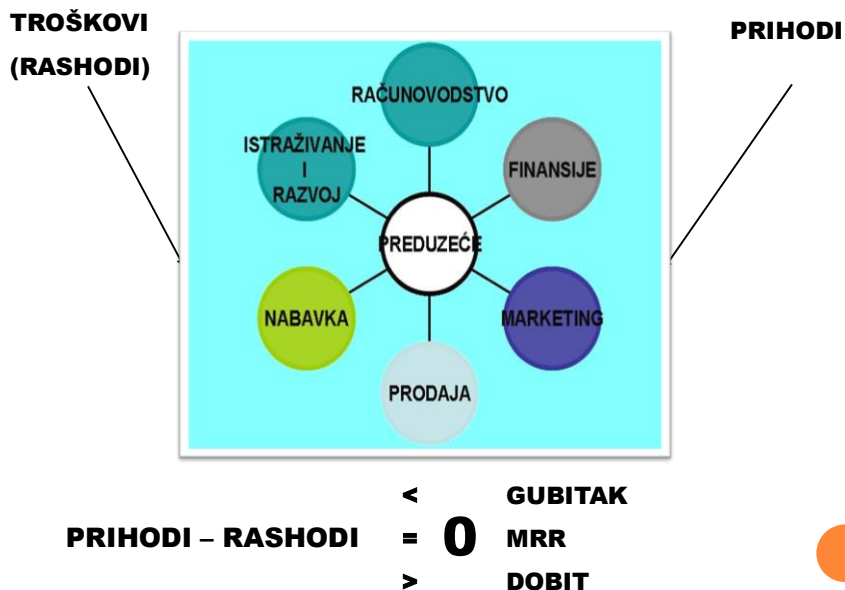 TROŠKOVI
(RASHODI)
PRIHODI
RAČUNOVODSTVO
ISTRAŽIVANJE
I
RAZVOJ
FINANSIJE
PREDUZEĆE
NABAVKA
MARKETING
PRODAJA
< GUBITAK
PRIHODI – RASHODI = 0 MRR
> DOBIT